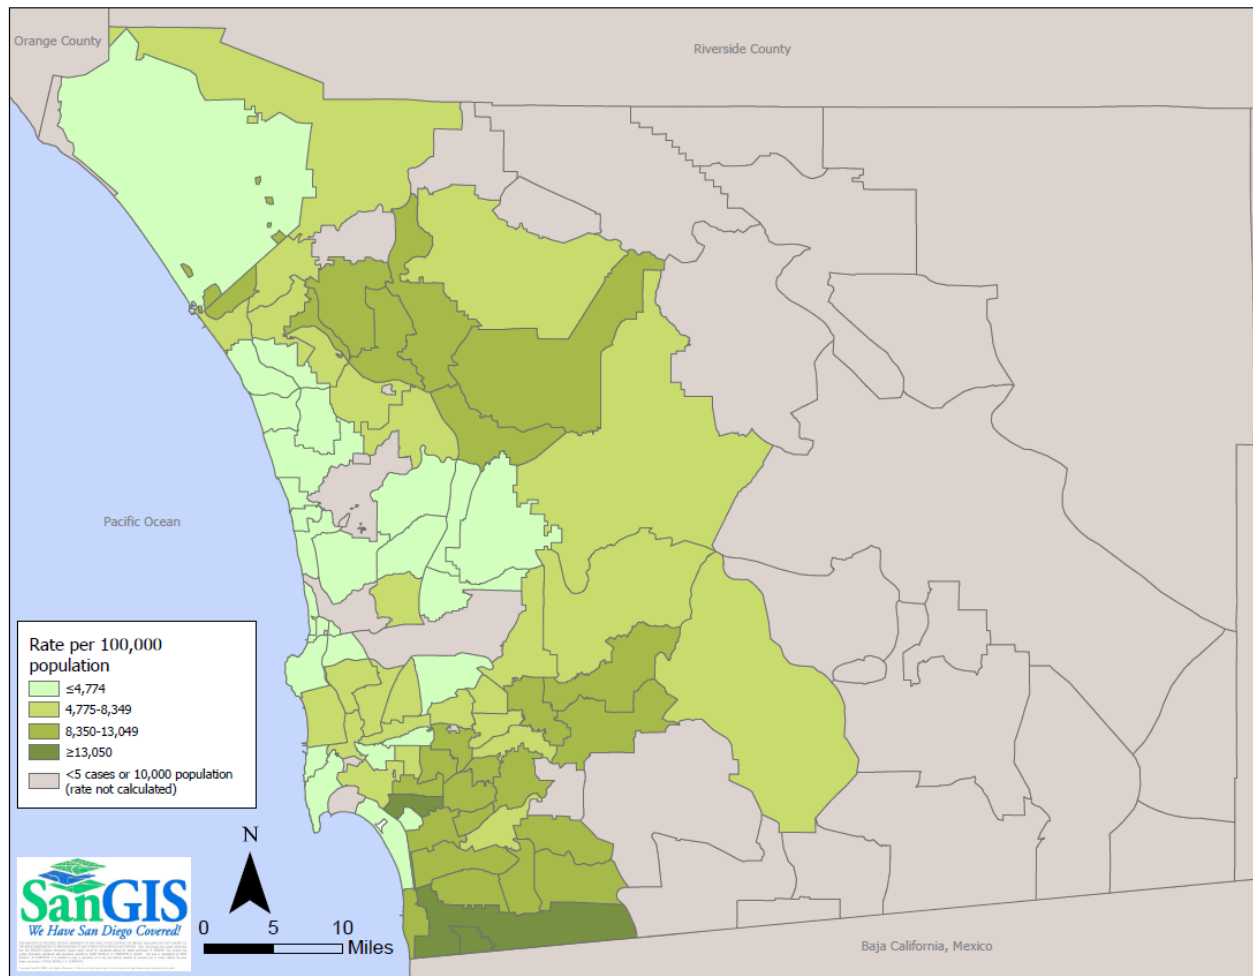 Orange County
Riverside County
Pacific Ocean
Rate per 100,000
population
≤4,774
4,775-8,349
8,350-13,049
≥13,050
<5 cases or 10,000 population
(rate not calculated)
N
SanGIS
We Have San Diego Covered!
0 5 10
Miles
Baja California, Mexico